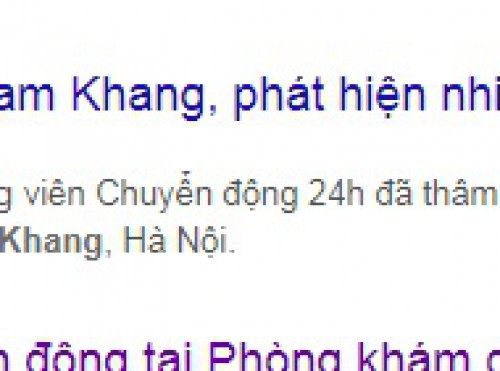 am Khang, phát hiện nhi
g viên Chuyển động 24h đã thâm
Khang, Hà Nội.
động tại Phòng khám